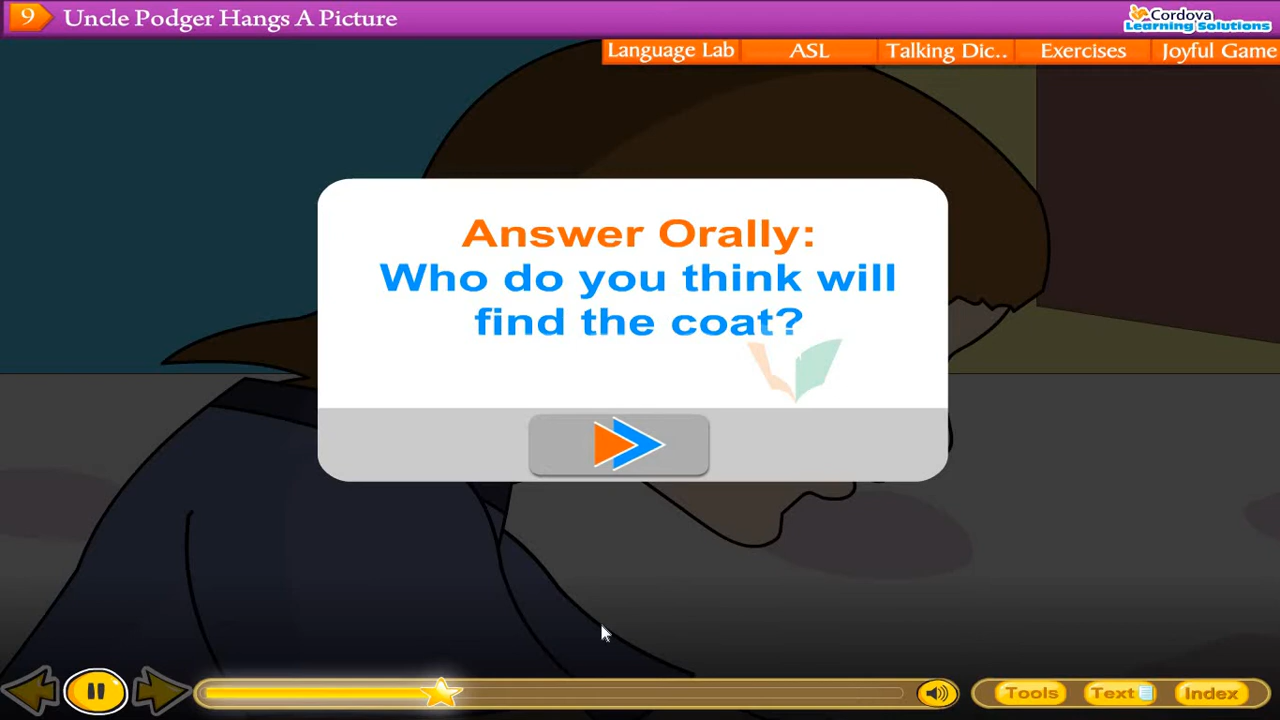 9 Uncle Podger Hangs A Picture
Cordova
Learning Solutions
Language Lab ASL Talking Dic.. Exercises Joyful Game
Answer Orally:
Who do you think will
find the coat?
Tools Text Index